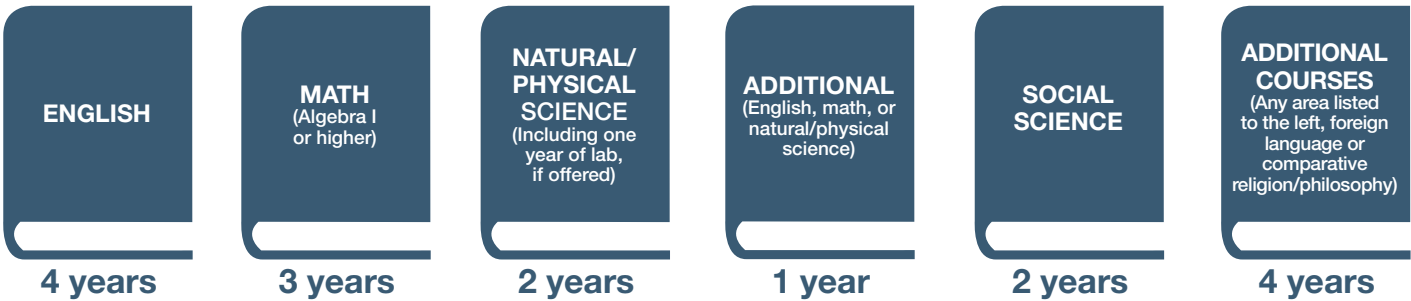 ENGLISH
4 years
MATH
(Algebra I
or higher)
3 years
NATURAL/
PHYSICAL
SCIENCE
(Including one
year of lab,
if offered)
2 years
ADDITIONAL
(English, math, or
natural/physical
science)
1 year
SOCIAL
SCIENCE
2 years
ADDITIONAL
COURSES
(Any area listed
to the left, foreign
language or
comparative
religion/philosophy)
4 years